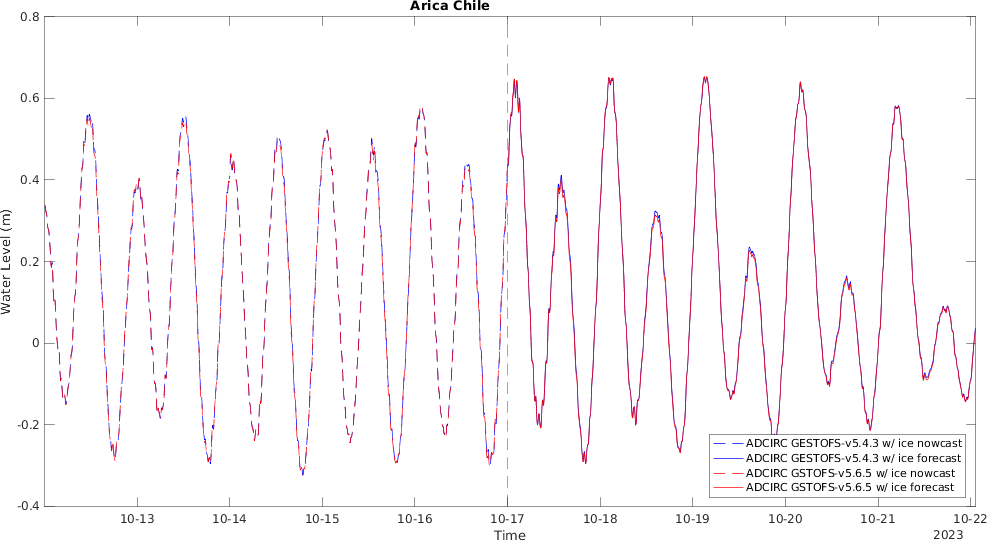 Arica Chile
Water Level (m)
0.8
0.6
0.4
0.2
0
-0.2
-0.4
ADCIRC GESTOFS-v5.4.3 w/ ice nowcast
ADCIRC GESTOFS-v5.4.3 w/ ice forecast
ADCIRC GSTOFS-v5.6.5 w/ ice nowcast
ADCIRC GSTOFS-v5.6.5 w/ ice forecast
10-13 10-14 10-15 10-16 10-17 10-18 10-19 10-20 10-21 10-22
Time
2023